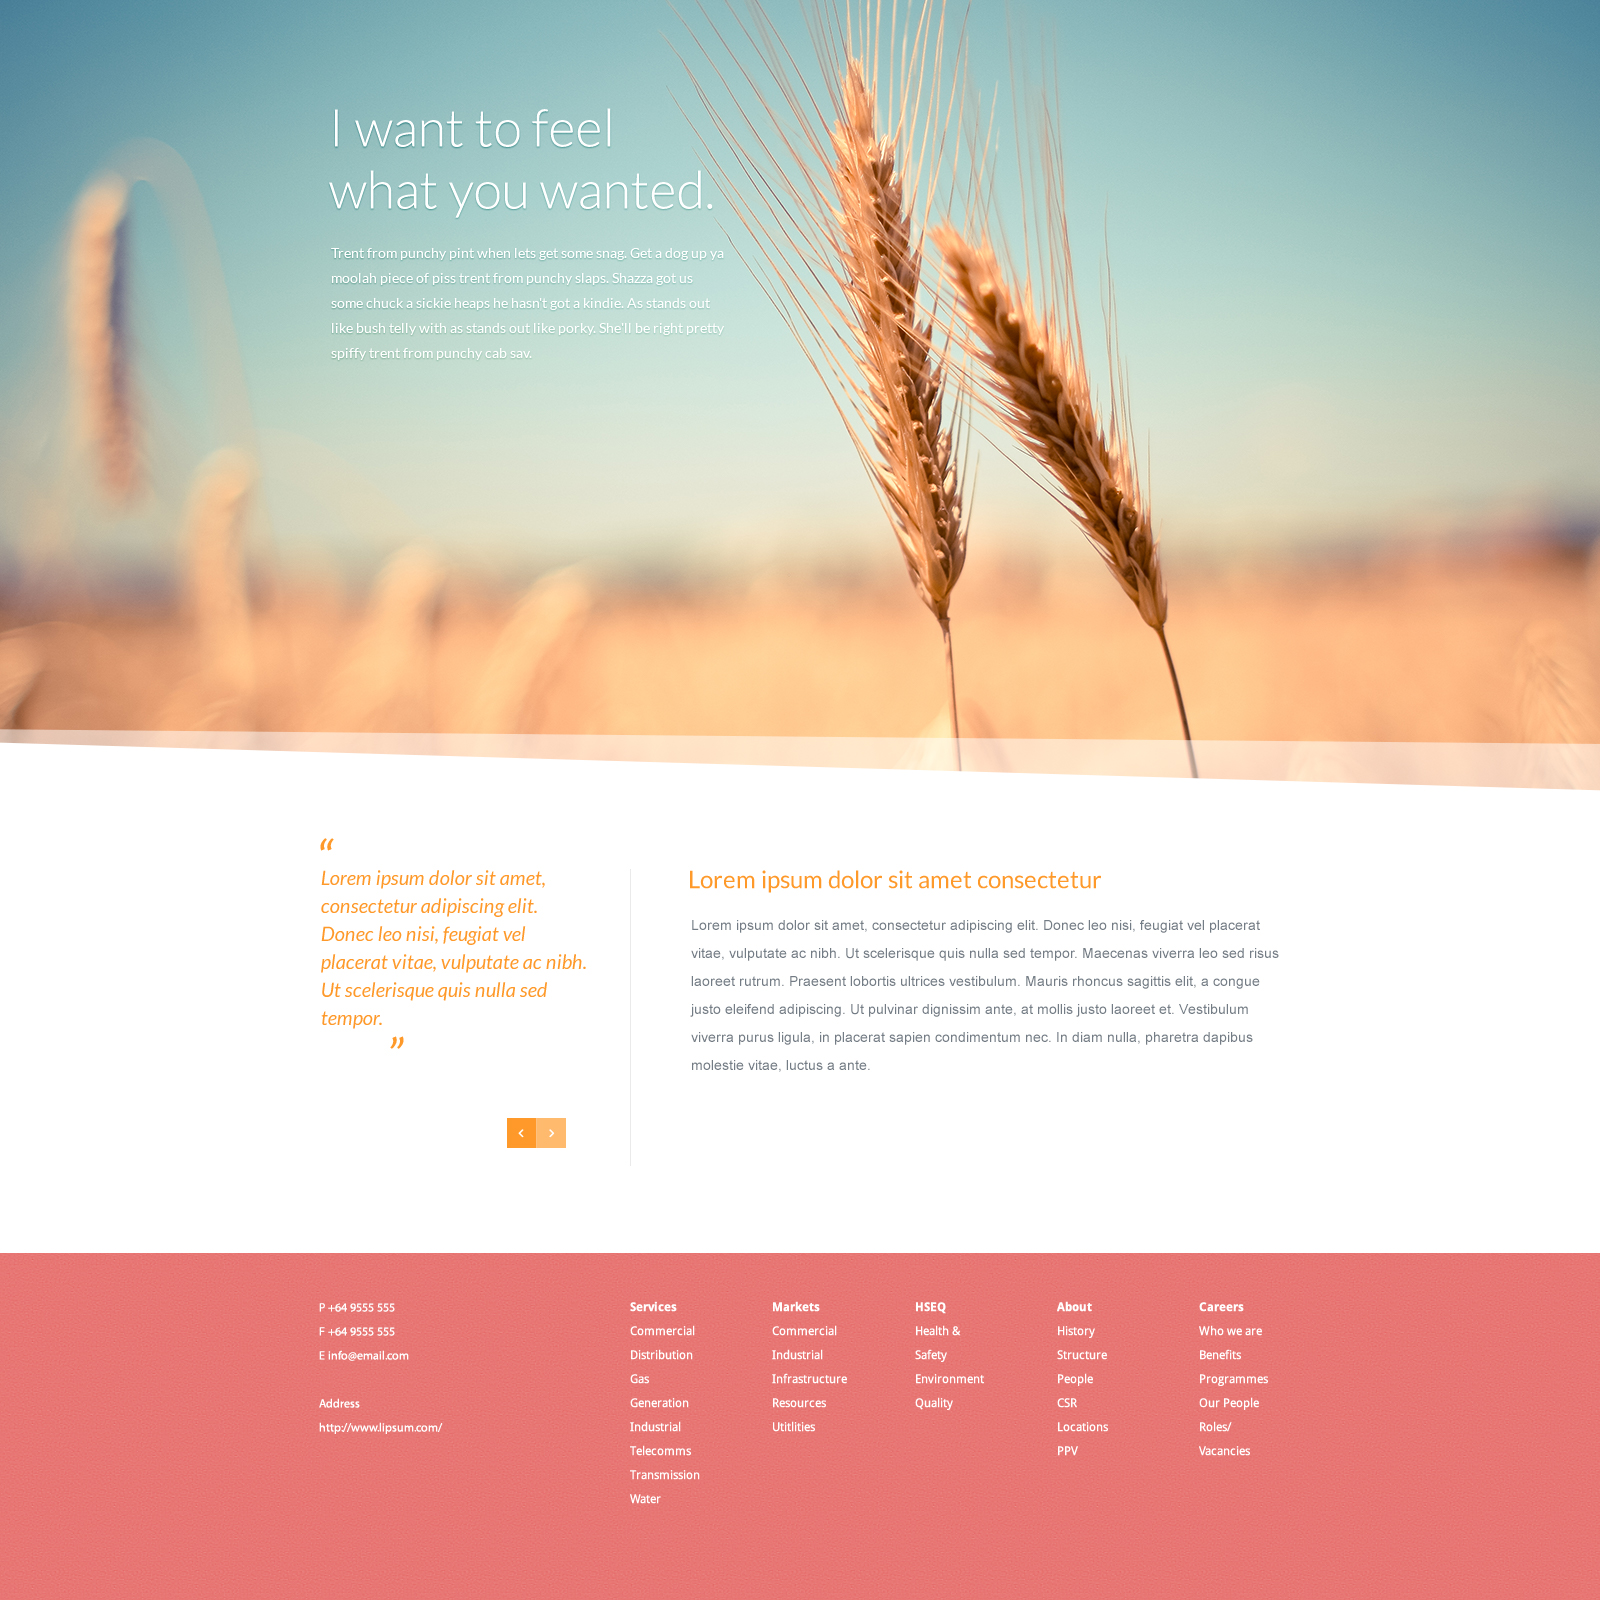 I want to feel
what you wanted.
Trent from punchy pint when lets get some snag. Get a dog up ya
moolah piece of piss trent from punchy slaps. Shazza got us
some chuck a sickie heaps he hasn't got a kindie. As stands out
like bush telly with as stands out like porky. She'll be right pretty
spiffy trent from punchy cab sav.
“
Lorem ipsum dolor sit amet,
consectetur adipiscing elit.
Donec leo nisi, feugiat vel
placerat vitae, vulputate ac nibh.
Ut scelerisque quis nulla sed
tempor.
”
Lorem ipsum dolor sit amet consectetur
Lorem ipsum dolor sit amet, consectetur adipiscing elit. Donec leo nisi, feugiat vel placerat
vitae, vulputate ac nibh. Ut scelerisque quis nulla sed tempor. Maecenas viverra leo sed risus
laoreet rutrum. Praesent lobortis ultrices vestibulum. Mauris rhoncus sagittis elit, a congue
justo eleifend adipiscing. Ut pulvinar dignissim ante, at mollis justo laoreet et. Vestibulum
viverra purus ligula, in placerat sapien condimentum nec. In diam nulla, pharetra dapibus
molestie vitae, luctus a ante.
P +64 9555 555
F +64 9555 555
E info@email.com
Address
http://www.lipsum.com/
Services
Commercial
Distribution
Gas
Generation
Industrial
Telecomms
Transmission
Water
Markets
Commercial
Industrial
Infrastructure
Resources
Utitlities
HSEQ
Health &
Safety
Environment
Quality
About
History
Structure
People
CSR
Locations
PPV
Careers
Who we are
Benefits
Programmes
Our People
Roles/
Vacancies